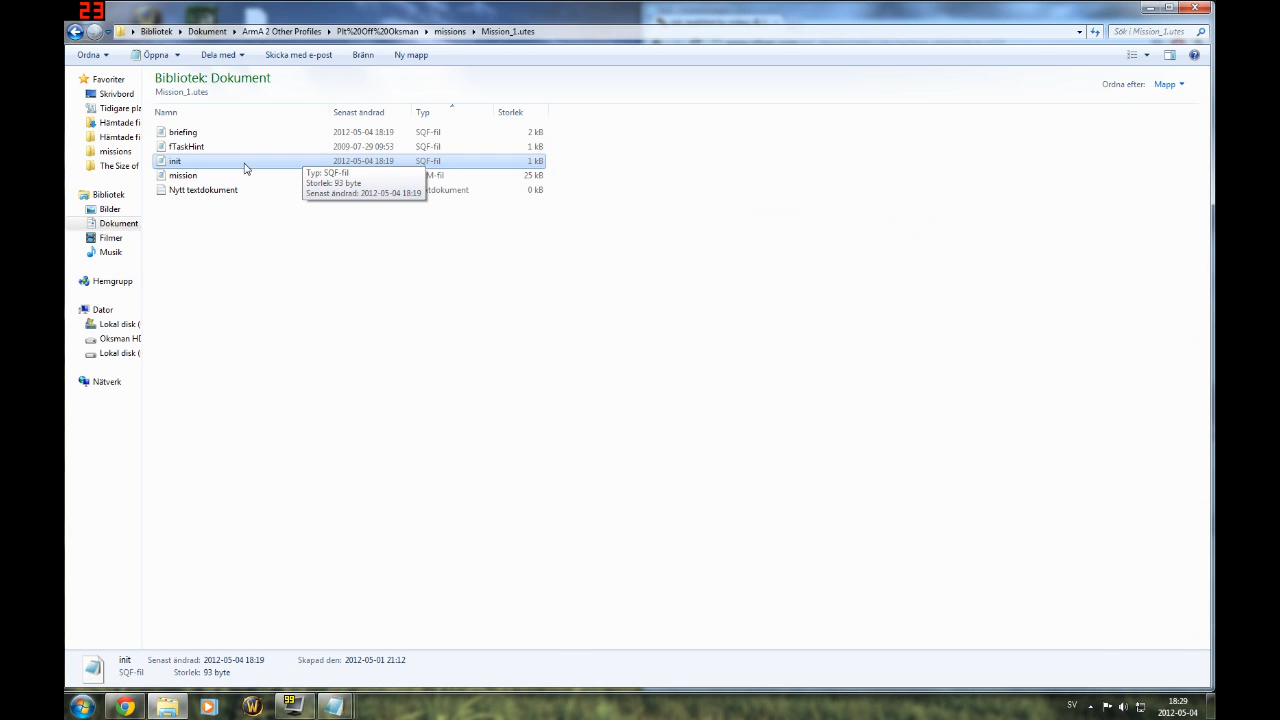 23
Bibliotek Dokument ArmA 2 Other Profiles Plt%20Off%20Oksman missions Mission_1.utes Sök i Mission_1.utes
Ordna Öppna Dela med Skicka med e-post Bränn Ny mapp
Favoriter
Skrivbord
Tidigare pla
Hämtade fi
Hämtade fi
missions
The Size of
Bibliotek
Bilder
Dokument
Filmer
Musik
Hemgrupp
Dator
Lokal disk (
Oksman HD
Lokal disk (
Nätverk
Bibliotek: Dokument
Mission_1.utes
Ordna efter: Mapp
Namn Senast ändrad Typ Storlek
briefing 2012-05-04 18:19 SQF-fil 2 kB
fTaskHint 2009-07-29 09:53 SQF-fil 1 kB
init 2012-05-04 18:19 SQF-fil 1 kB
mission M-fil 25 kB
Nytt textdokument xtdokument 0 kB
Typ: SQF-fil
Storlek: 93 byte
Senast ändrad: 2012-05-04 18:19
init Senast ändrad: 2012-05-04 18:19 Skapad den: 2012-05-01 21:12
SQF-fil Storlek: 93 byte
99
SV 18:29
2012-05-04